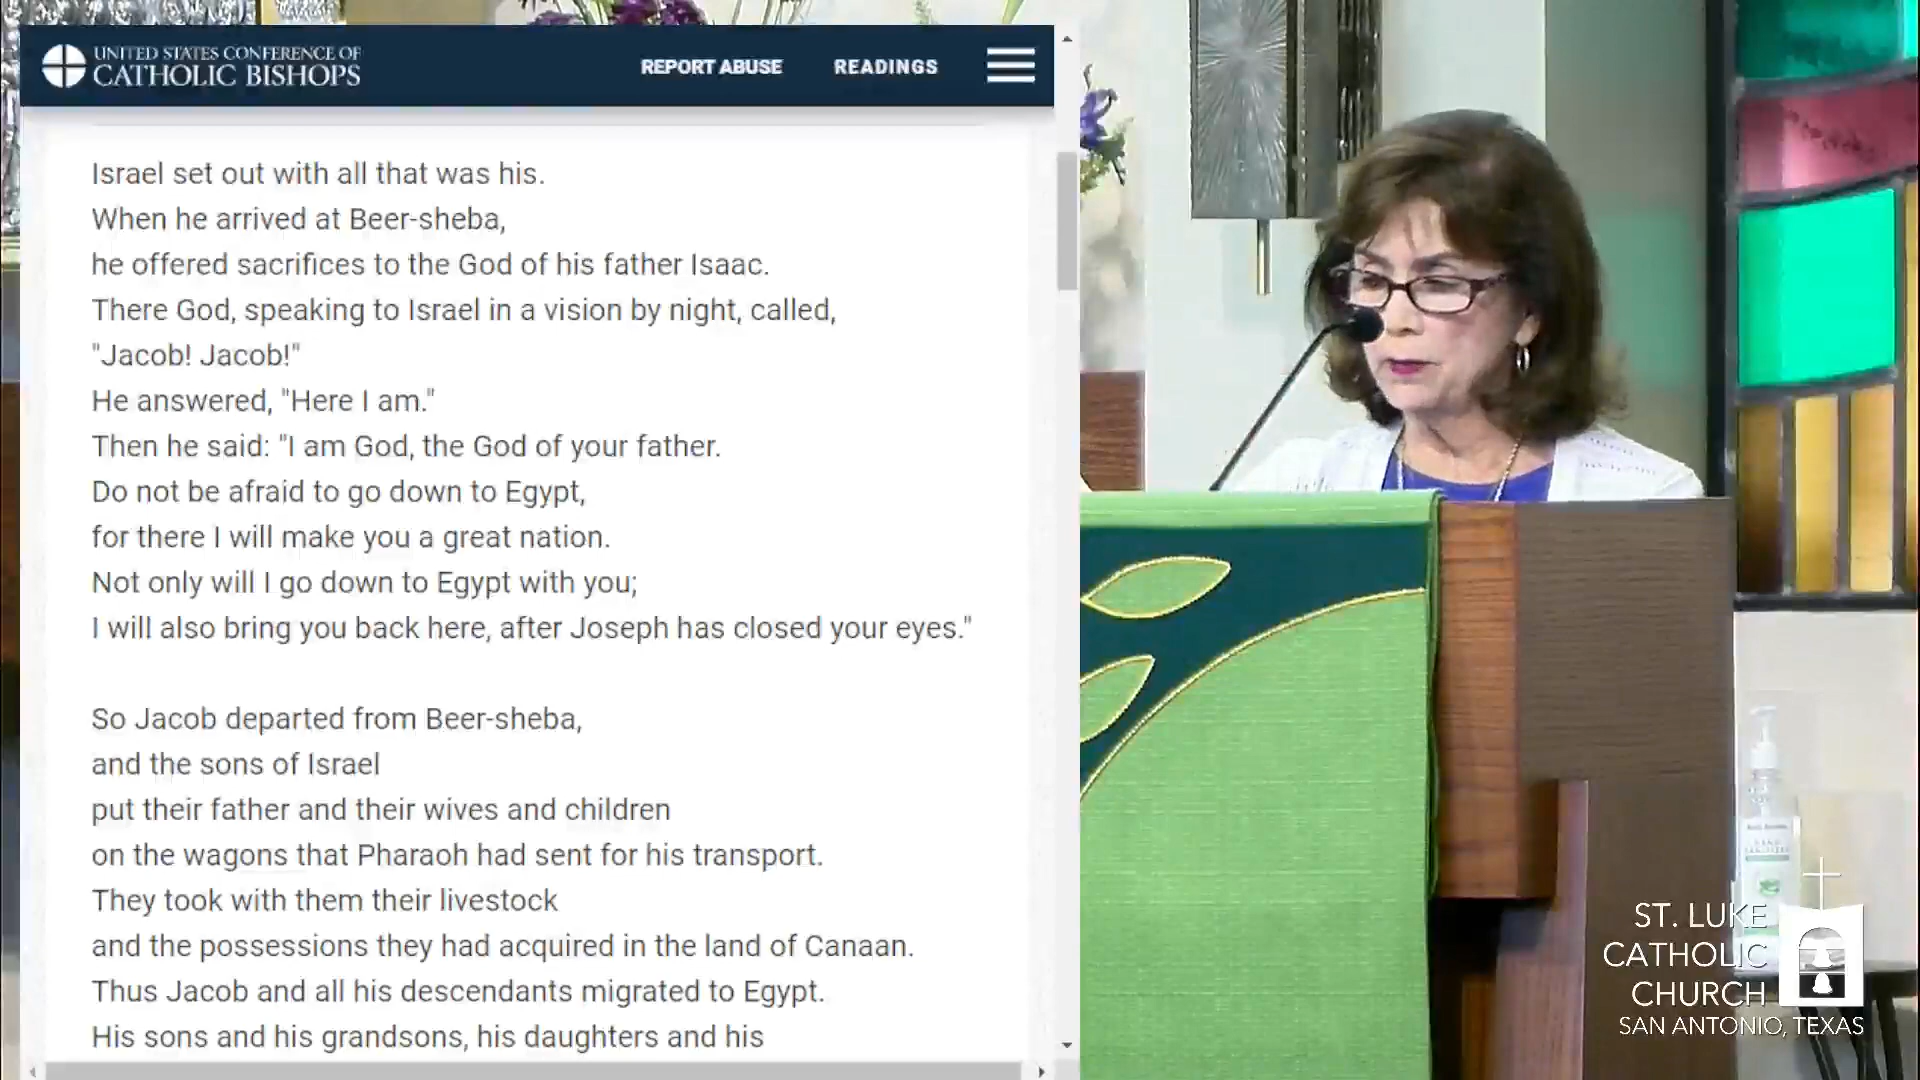 UNITED STATES CONFERENCE OF
CATHOLIC BISHOPS
REPORT ABUSE
READINGS
Israel set out with all that was his.
When he arrived at Beer-sheba,
he offered sacrifices to the God of his father Isaac.
There God, speaking to Israel in a vision by night, called,
"Jacob! Jacob!"
He answered, "Here I am."
Then he said: "I am God, the God of your father.
Do not be afraid to go down to Egypt,
for there I will make you a great nation.
Not only will I go down to Egypt with you;
I will also bring you back here, after Joseph has closed your eyes."
So Jacob departed from Beer-sheba,
and the sons of Israel
put their father and their wives and children
on the wagons that Pharaoh had sent for his transport.
They took with them their livestock
and the possessions they had acquired in the land of Canaan.
Thus Jacob and all his descendants migrated to Egypt.
His sons and his grandsons, his daughters and his
ST. LUKE
CATHOLIC
CHURCH
SAN ANTONIO, TEXAS